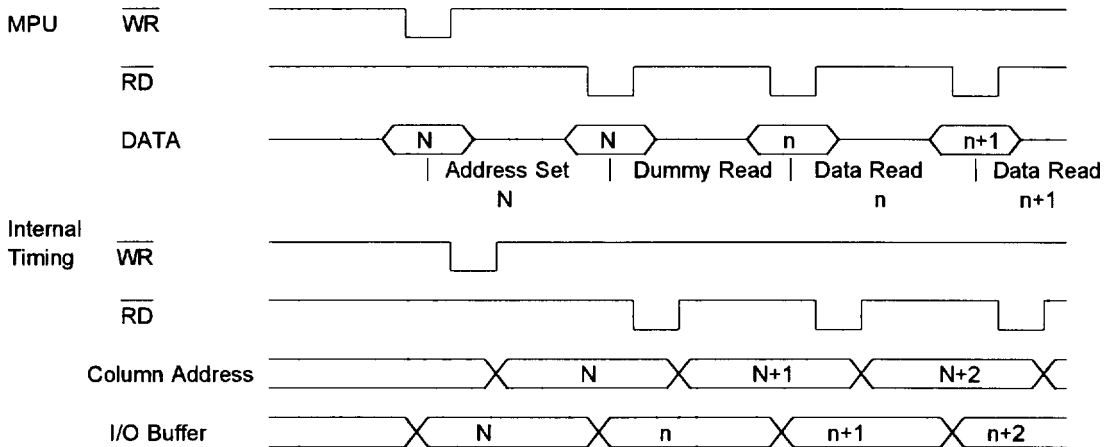 MPU WR
RD
DATA N N n n+1
Address Set Dummy Read Data Read Data Read
N n n+1
Internal
Timing WR
RD
Column Address N N+1 N+2
I/O Buffer N n n+1 n+2